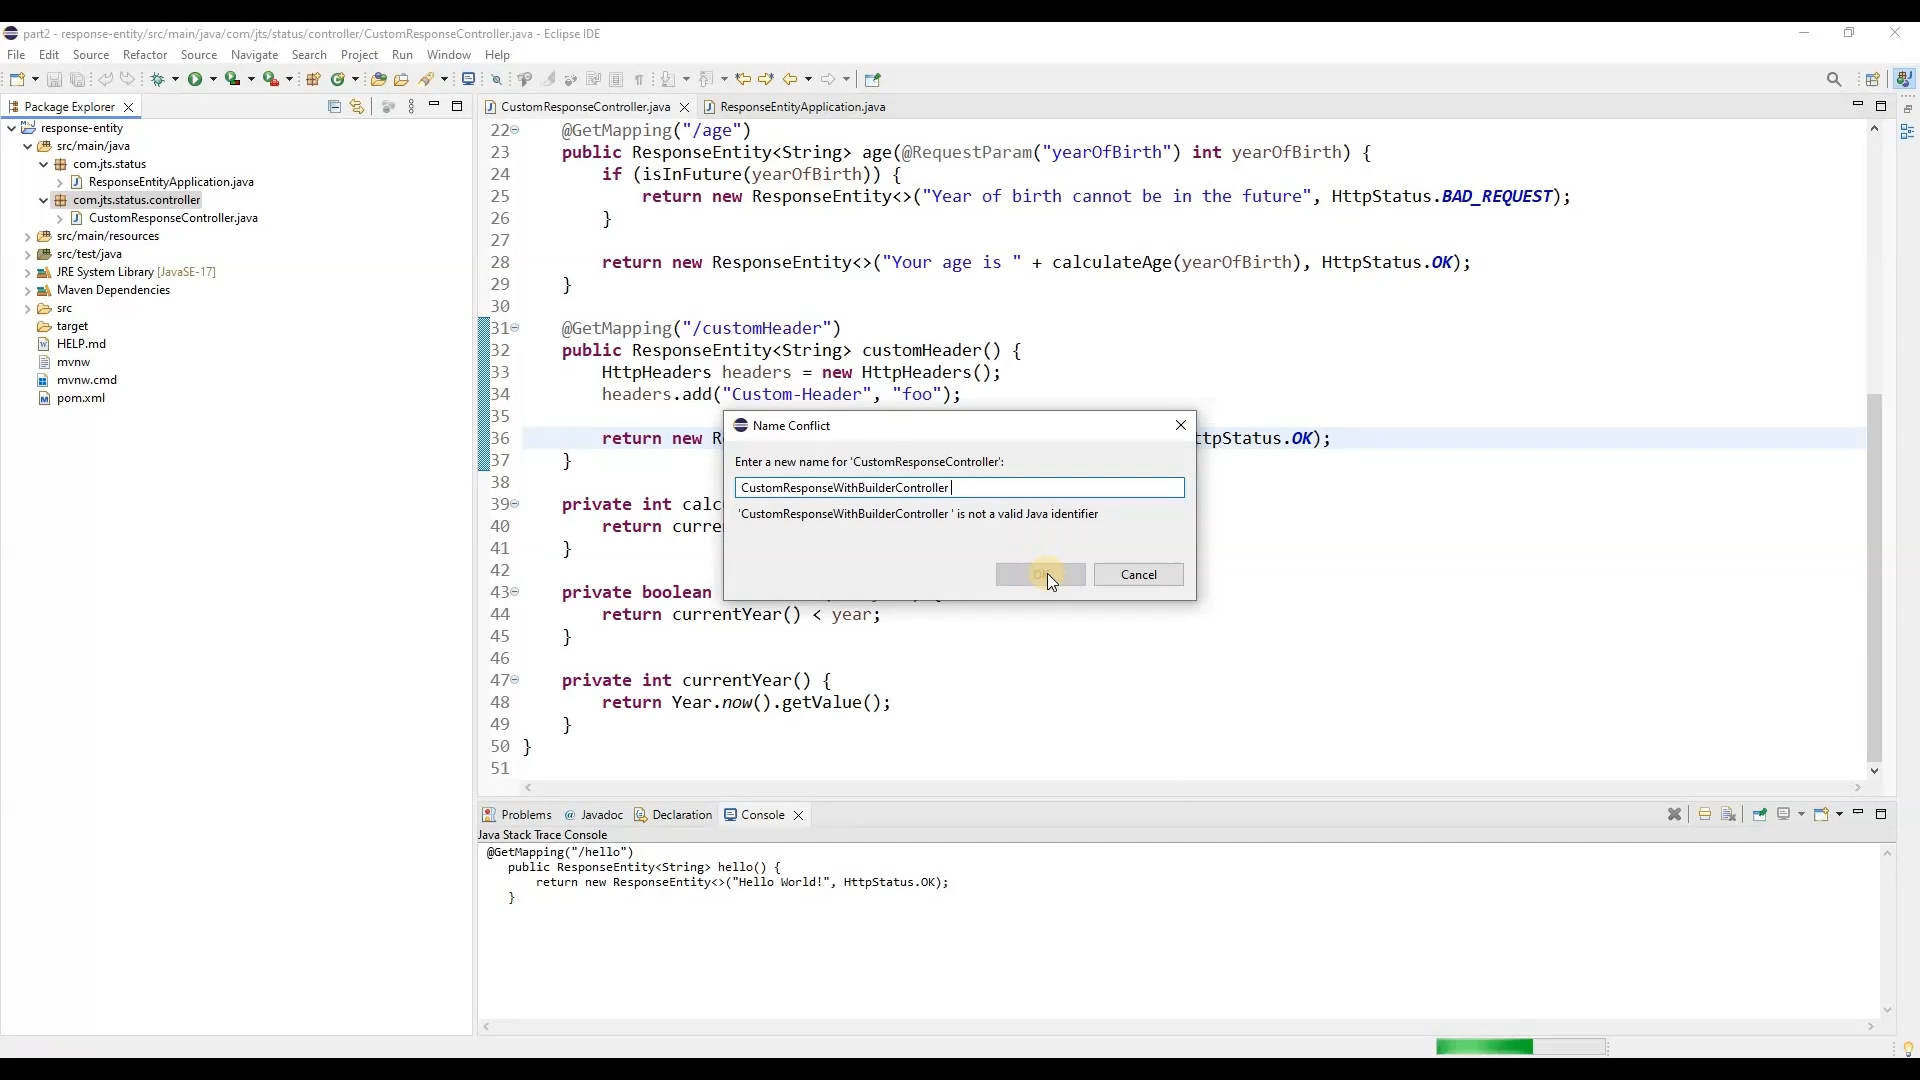 part2 - response-entity/src/main/java/com/jts/status/controller/CustomResponseController.java - Eclipse IDE
File Edit Source Refactor Source Navigate Search Project Run Window Help
Package Explorer
response-entity
src/main/java
com.jts.status
ResponseEntityApplication.java
com.jts.status.controller
CustomResponseController.java
src/main/resources
src/test/java
JRE System Library [JavaSE-17]
Maven Dependencies
src
target
HELP.md
mvnw
mvnw.cmd
pom.xml
CustomResponseController.java ResponseEntityApplication.java
22 @GetMapping("/age")
23 public ResponseEntity<String> age(@RequestParam("yearOfBirth") int yearOfBirth) {
24 if (isInFuture(yearOfBirth)) {
25 return new ResponseEntity<>("Year of birth cannot be in the future", HttpStatus.BAD_REQUEST);
26 }
27
28 return new ResponseEntity<>("Your age is " + calculateAge(yearOfBirth), HttpStatus.OK);
29 }
30
31 @GetMapping("/customHeader")
32 public ResponseEntity<String> customHeader() {
33 HttpHeaders headers = new HttpHeaders();
34 headers.add("Custom-Header", "foo");
35
36 return new R ttpStatus.OK);
37 }
38
39 private int calc
40 return curre
41 }
42
43 private boolean
44 return currentYear() < year;
45 }
46
47 private int currentYear() {
48 return Year.now().getValue();
49 }
50 }
51
Name Conflict
Enter a new name for 'CustomResponseController':
CustomResponseWithBuilderController
'CustomResponseWithBuilderController ' is not a valid Java identifier
Cancel
Problems @ Javadoc Declaration Console
Java Stack Trace Console
@GetMapping("/hello")
public ResponseEntity<String> hello() {
return new ResponseEntity<>("Hello World!", HttpStatus.OK);
}